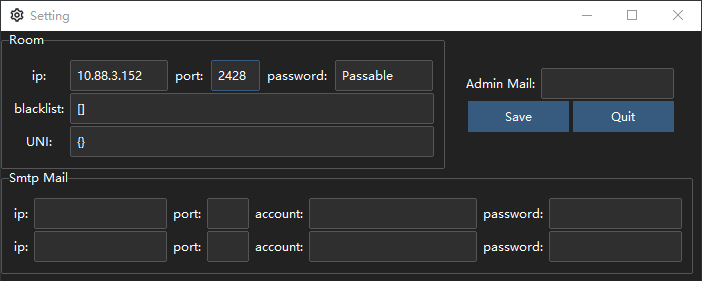 Setting
Room
ip: 10.88.3.152 port: 2428 password: Passable
blacklist: []
UNI: {}
Admin Mail:
Save Quit
Smtp Mail
ip: port: account: password:
ip: port: account: password: